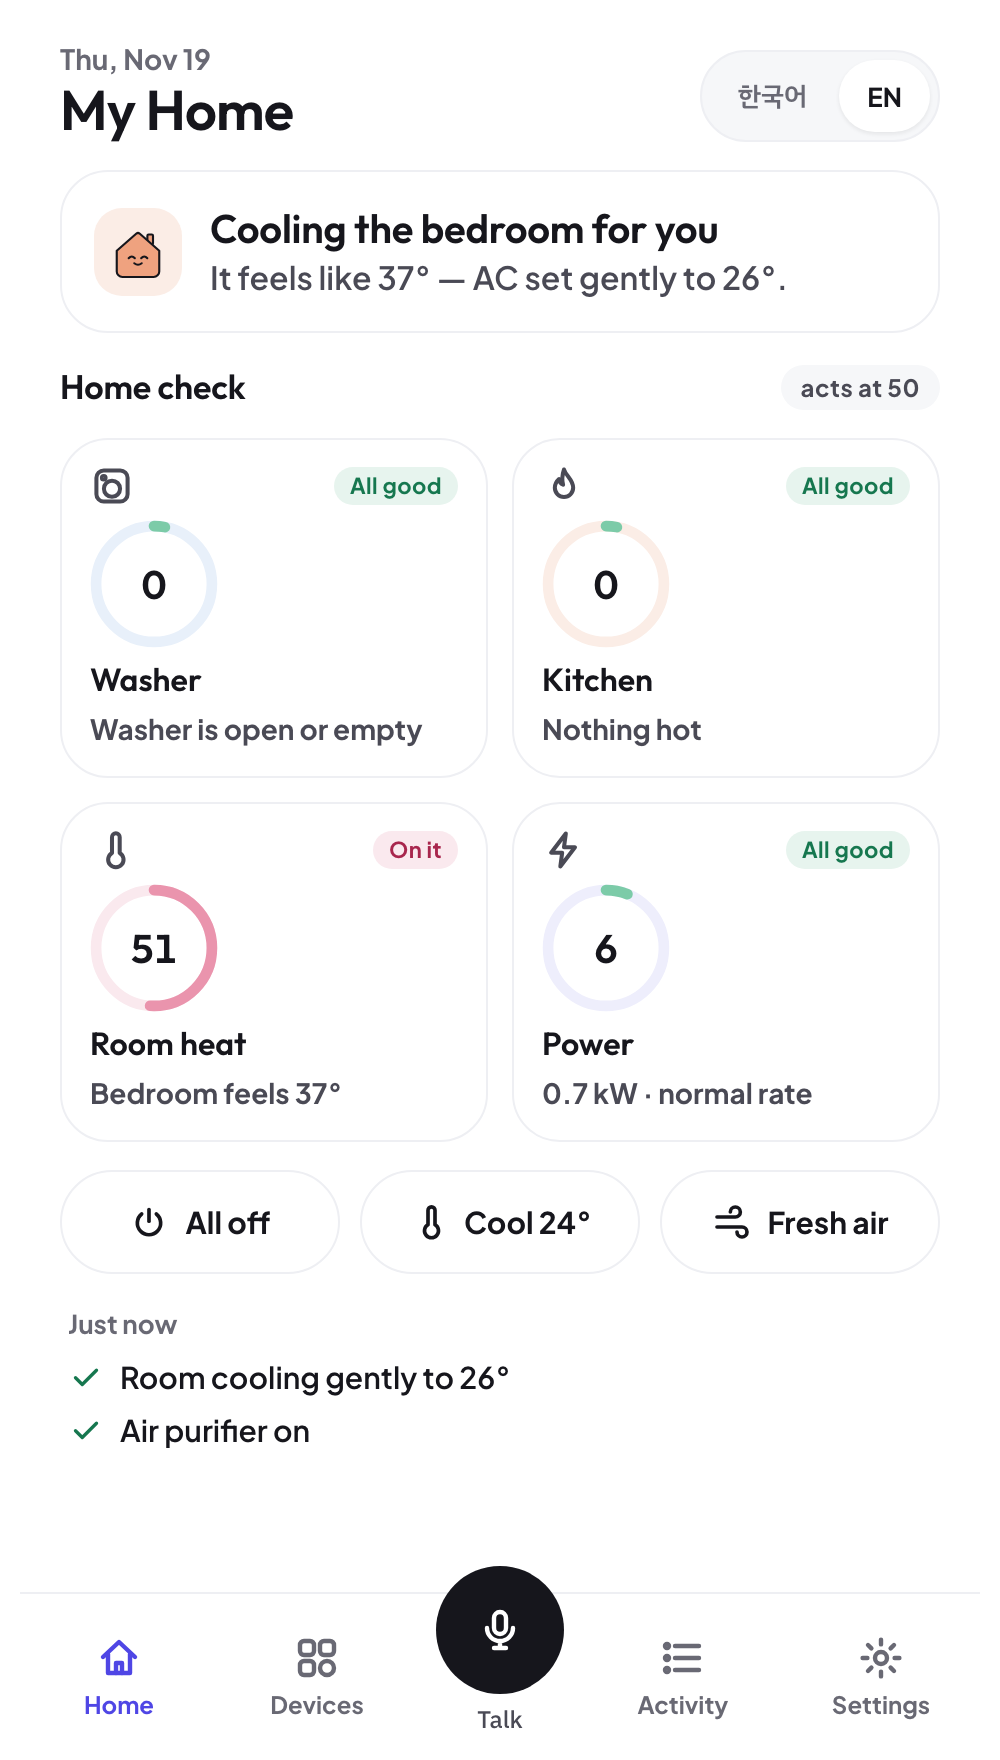 Thu, Nov 19
My Home
한국어
EN
Cooling the bedroom for you
It feels like 37° — AC set gently to 26°.
Home check
acts at 50
All good
0
Washer
Washer is open or empty
All good
0
Kitchen
Nothing hot
On it
51
Room heat
Bedroom feels 37°
All good
6
Power
0.7 kW · normal rate
All off
Cool 24°
Fresh air
Just now
Room cooling gently to 26°
Air purifier on
Home
Devices
Talk
Activity
Settings